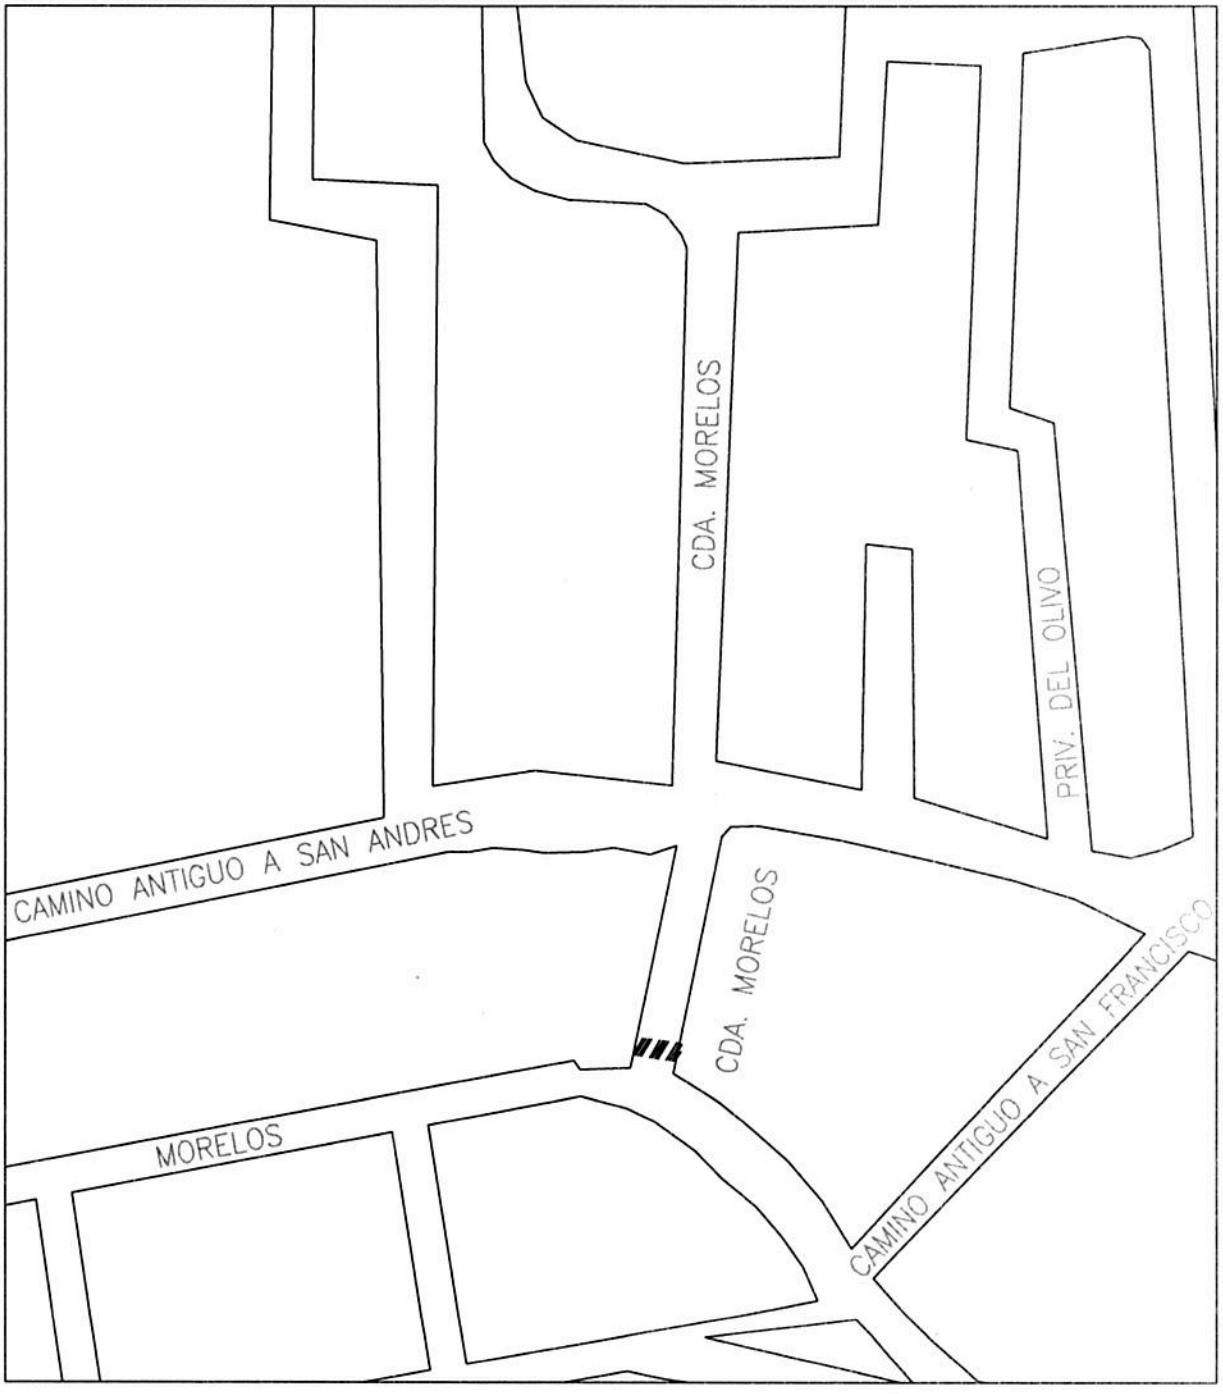 CDA. MORELOS
PRIV. DEL OLIVO
CAMINO ANTIGUO A SAN ANDRES
CDA. MORELOS
CAMINO ANTIGUO A SAN FRANCISCO
MORELOS